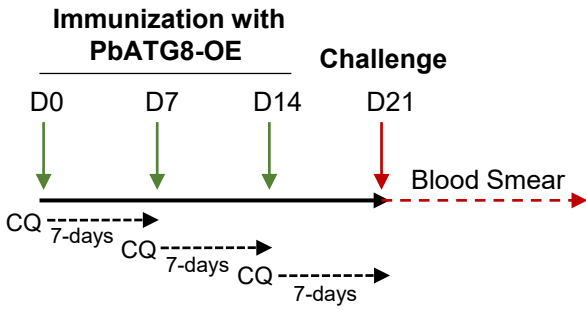 Immunization with
PbATG8-OE
Challenge
D0 D7 D14 D21
Blood Smear
CQ 7-days
CQ 7-days
CQ 7-days